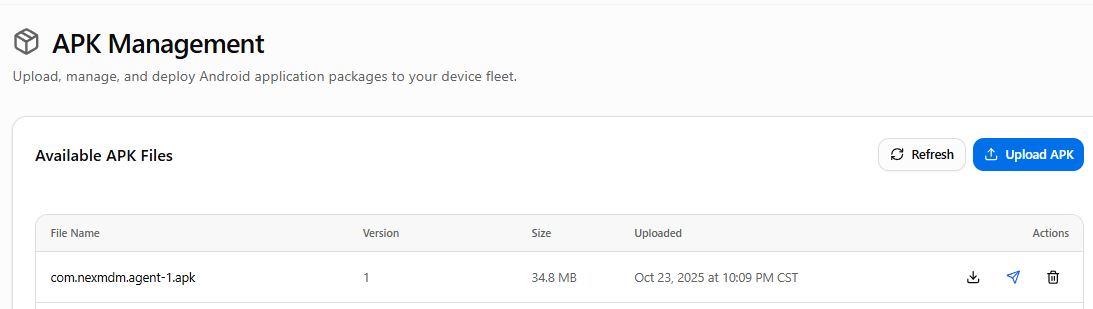 APK Management
Upload, manage, and deploy Android application packages to your device fleet.
Available APK Files
Refresh
Upload APK
File Name Version Size Uploaded Actions
com.nexmdm.agent-1.apk 1 34.8 MB Oct 23, 2025 at 10:09 PM CST